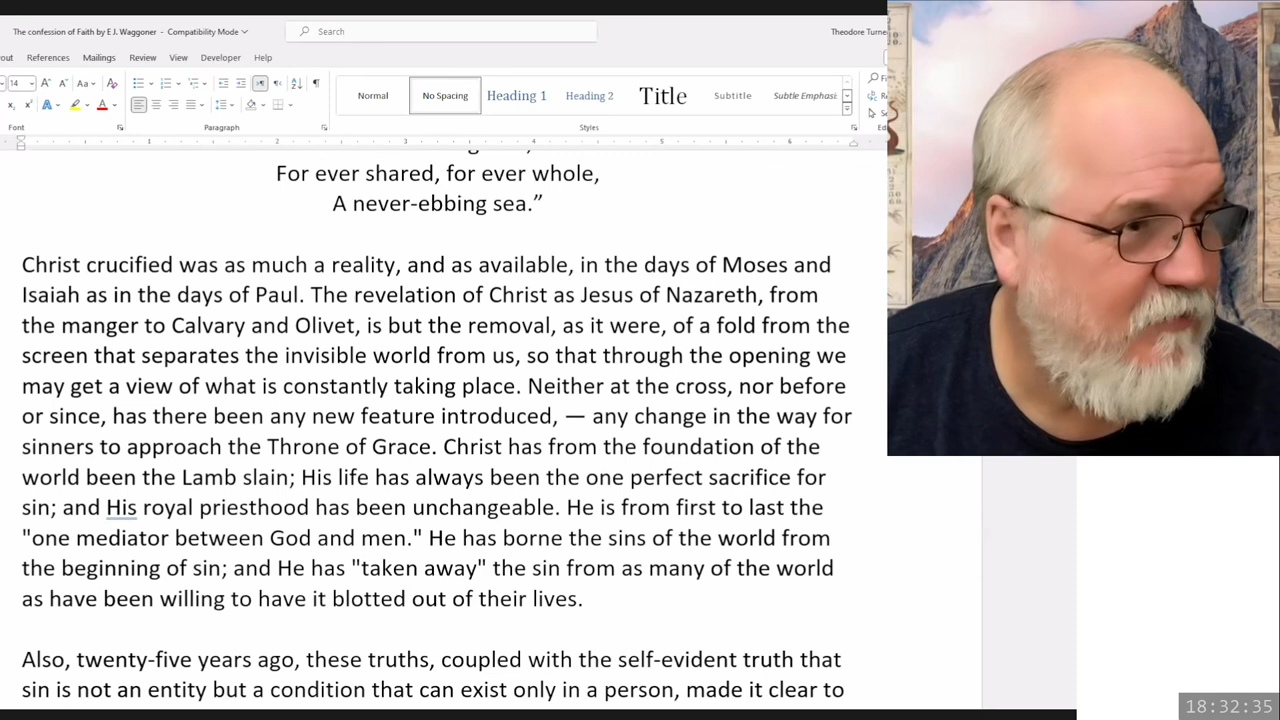 The confession of Faith by E J. Waggoner - Compatibility Mode
Search
Theodore Turne
out References Mailings Review View Developer Help
14
Aa
Normal No Spacing Heading 1 Heading 2 Title Subtitle Subtle Emphasi
Font Paragraph Styles
1 2 3 4 5 6
For ever shared, for ever whole,
A never-ebbing sea.”
Christ crucified was as much a reality, and as available, in the days of Moses and
Isaiah as in the days of Paul. The revelation of Christ as Jesus of Nazareth, from
the manger to Calvary and Olivet, is but the removal, as it were, of a fold from the
screen that separates the invisible world from us, so that through the opening we
may get a view of what is constantly taking place. Neither at the cross, nor before
or since, has there been any new feature introduced, — any change in the way for
sinners to approach the Throne of Grace. Christ has from the foundation of the
world been the Lamb slain; His life has always been the one perfect sacrifice for
sin; and His royal priesthood has been unchangeable. He is from first to last the
"one mediator between God and men." He has borne the sins of the world from
the beginning of sin; and He has "taken away" the sin from as many of the world
as have been willing to have it blotted out of their lives.
Also, twenty-five years ago, these truths, coupled with the self-evident truth that
sin is not an entity but a condition that can exist only in a person, made it clear to
18:32:35